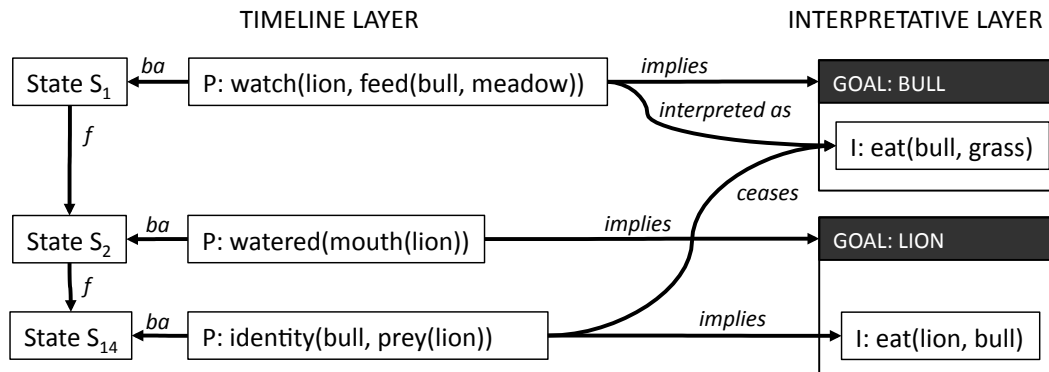 TIMELINE LAYER INTERPRETATIVE LAYER
State S₁ ba P: watch(lion, feed(bull, meadow)) implies GOAL: BULL
interpreted as
f I: eat(bull, grass)
ceases
State S₂ ba P: watered(mouth(lion)) implies GOAL: LION
f
State S₁₄ ba P: identity(bull, prey(lion)) implies I: eat(lion, bull)